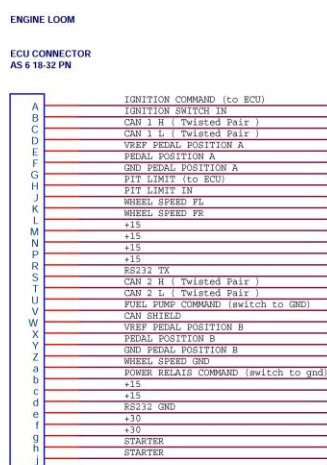 ENGINE LOOM
ECU CONNECTOR
AS 6 18-32 PN
A IGNITION COMMAND (to ECU)
B IGNITION SWITCH IN
C CAN 1 H ( Twisted Pair )
D CAN 1 L ( Twisted Pair )
E VREF PEDAL POSITION A
F PEDAL POSITION A
G GND PEDAL POSITION A
H PIT LIMIT (to ECU)
J PIT LIMIT IN
K WHEEL SPEED FL
L WHEEL SPEED FR
M +15
N +15
P +15
R +15
S RS232 TX
T CAN 2 H ( Twisted Pair )
U CAN 2 L ( Twisted Pair )
V FUEL PUMP COMMAND (switch to GND)
W CAN SHIELD
X VREF PEDAL POSITION B
Y PEDAL POSITION B
Z GND PEDAL POSITION B
a WHEEL SPEED GND
b POWER RELAIS COMMAND (switch to gnd)
c +15
d +15
e RS232 GND
f +30
g +30
h STARTER
j STARTER